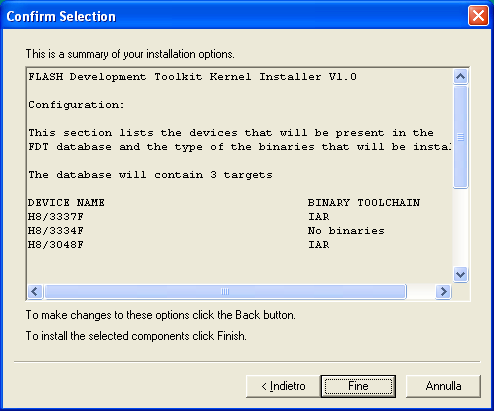 Confirm Selection
This is a summary of your installation options.
FLASH Development Toolkit Kernel Installer V1.0
Configuration:
This section lists the devices that will be present in the
FDT database and the type of the binaries that will be instal
The database will contain 3 targets
DEVICE NAME BINARY TOOLCHAIN
H8/3337F IAR
H8/3334F No binaries
H8/3048F IAR
To make changes to these options click the Back button.
To install the selected components click Finish.
< Indietro Fine Annulla